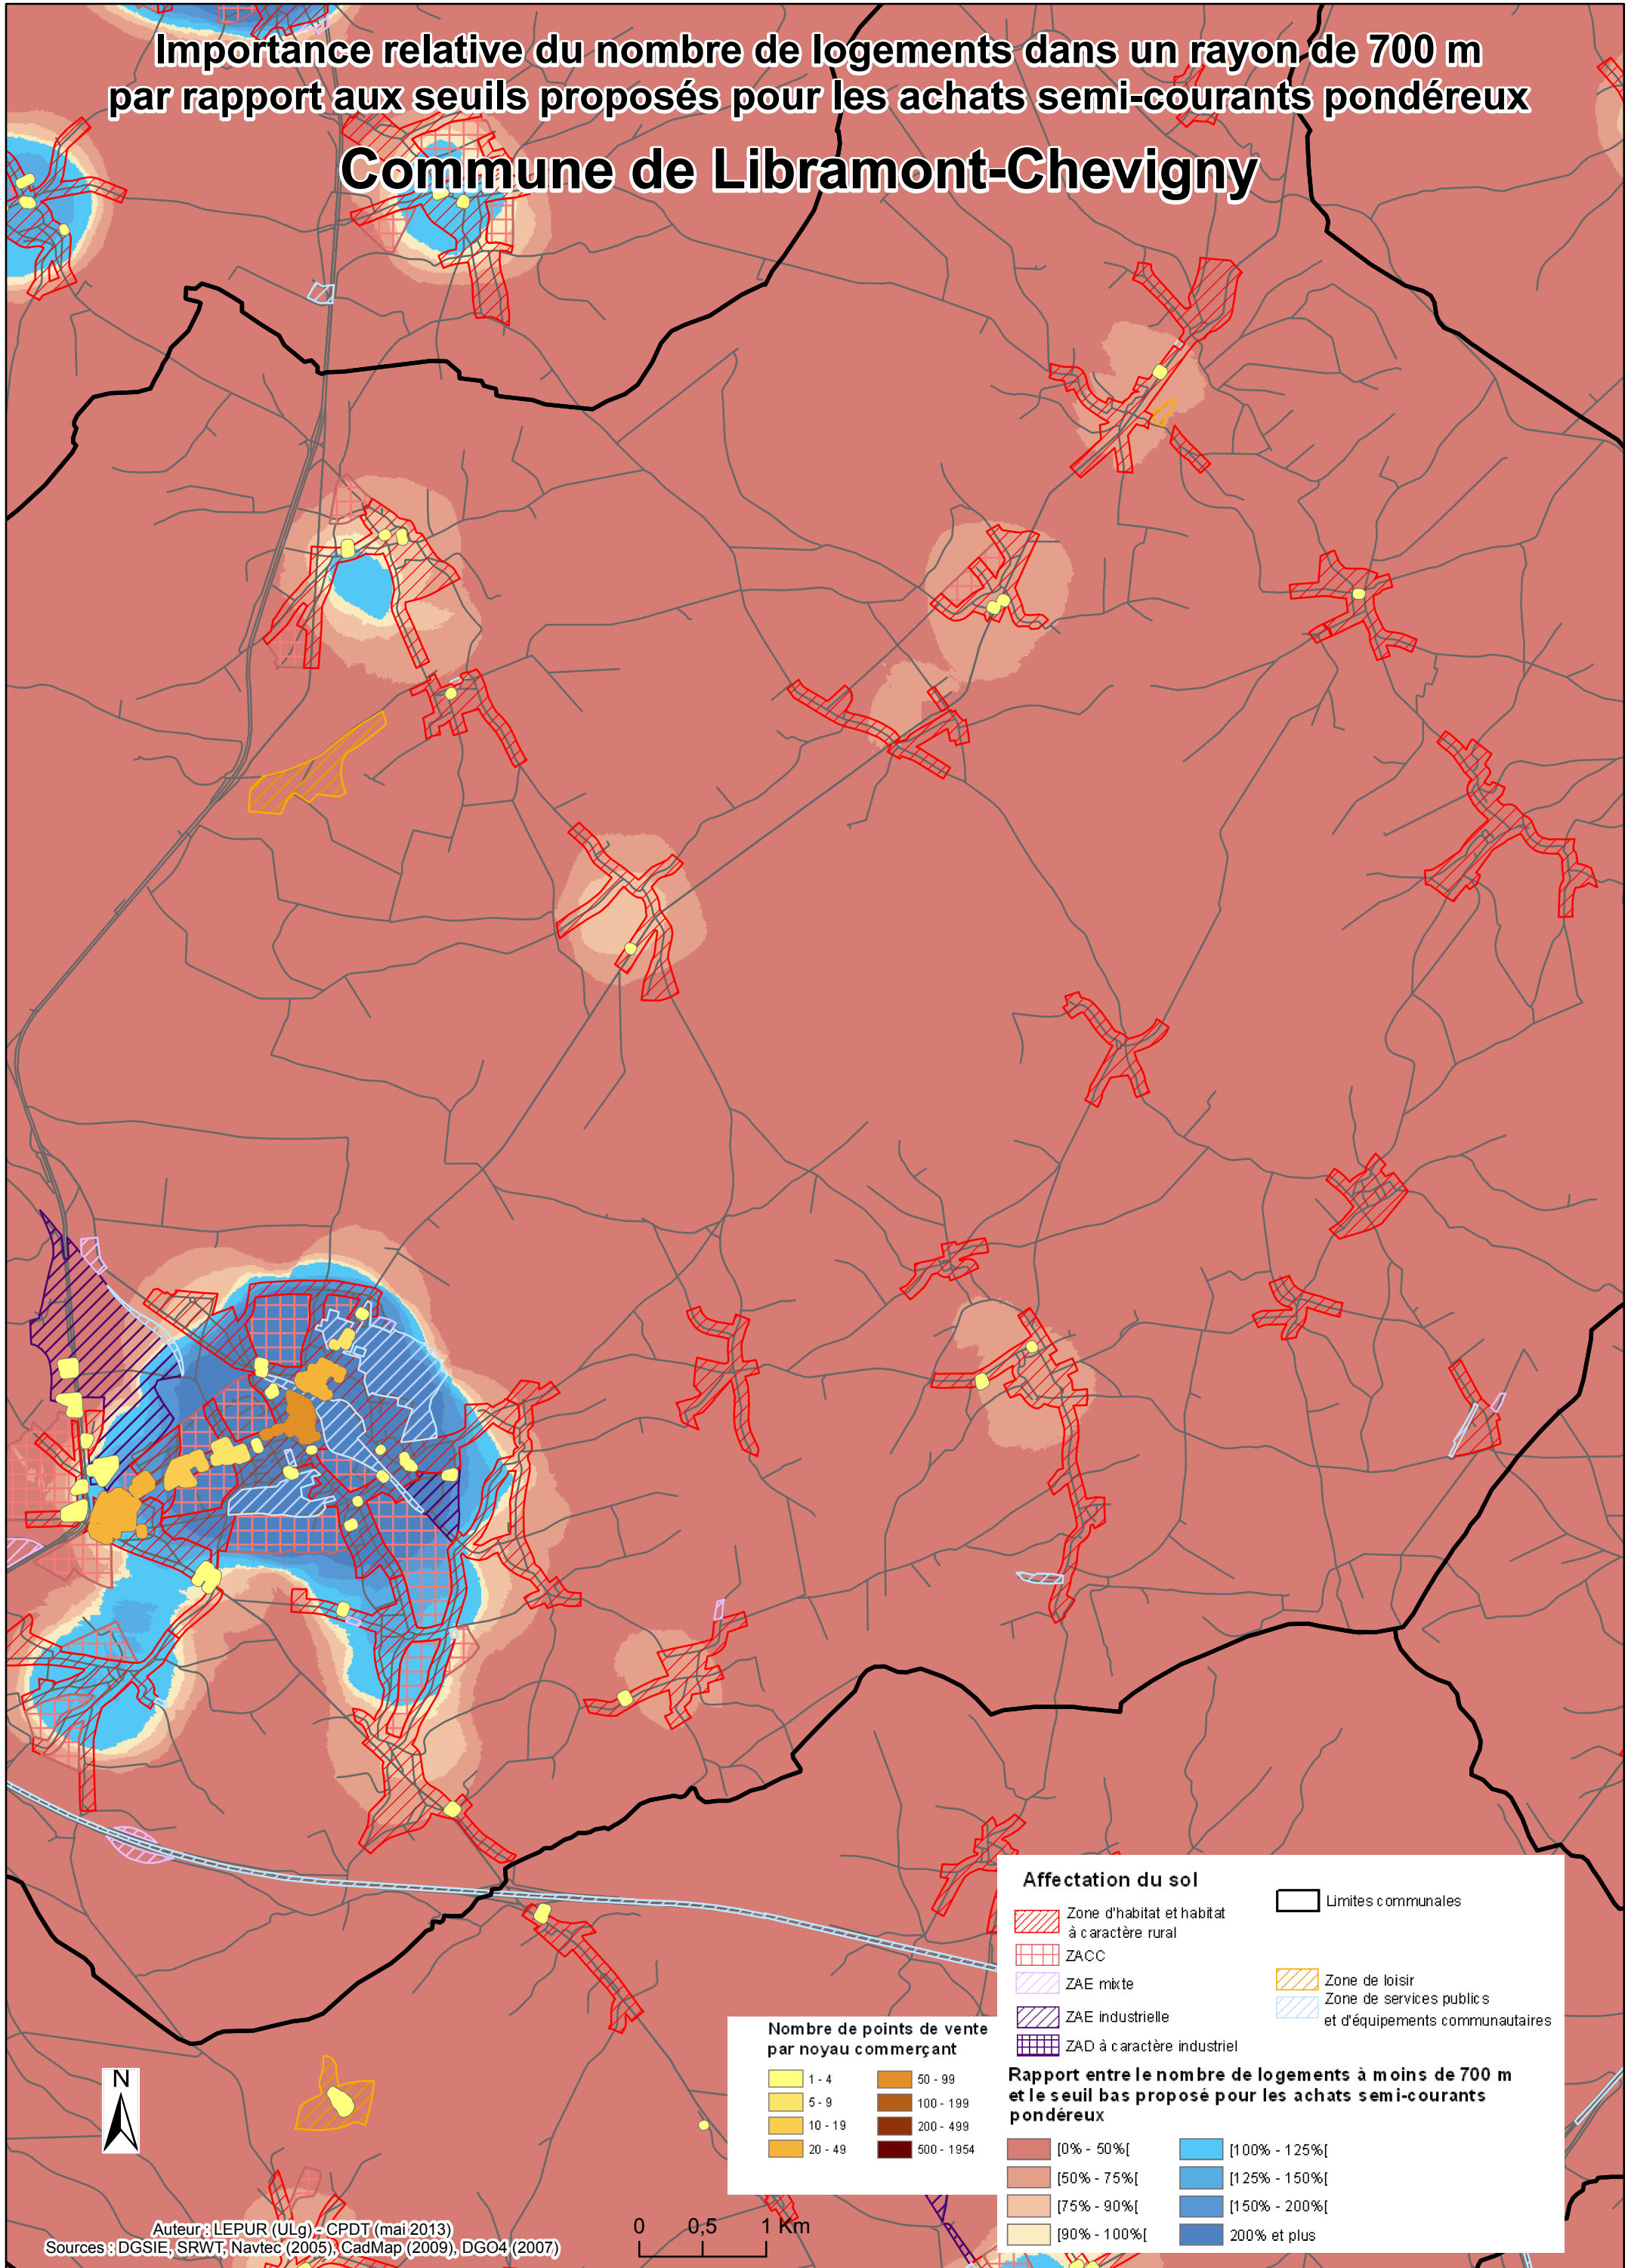 Importance relative du nombre de logements dans un rayon de 700 m
par rapport aux seuils proposés pour les achats semi-courants pondéreux
Commune de Libramont-Chevigny
Affectation du sol
Zone d'habitat et habitat
à caractère rural
ZACC
ZAE mixte
ZAE industrielle
ZAD à caractère industriel
Limites communales
Zone de loisir
Zone de services publics
et d'équipements communautaires
Nombre de points de vente
par noyau commerçant
1 - 4
5 - 9
10 - 19
20 - 49
50 - 99
100 - 199
200 - 499
500 - 1954
Rapport entre le nombre de logements à moins de 700 m
et le seuil bas proposé pour les achats semi-courants
pondéreux
[0% - 50%[
[50% - 75%[
[75% - 90%[
[90% - 100%[
[100% - 125%[
[125% - 150%[
[150% - 200%[
200% et plus
N
0 0,5 1 Km
Auteur : LEPUR (ULg) - CPDT (mai 2013)
Sources : DGSIE, SRWT, Navtec (2005), CadMap (2009), DGO4 (2007)